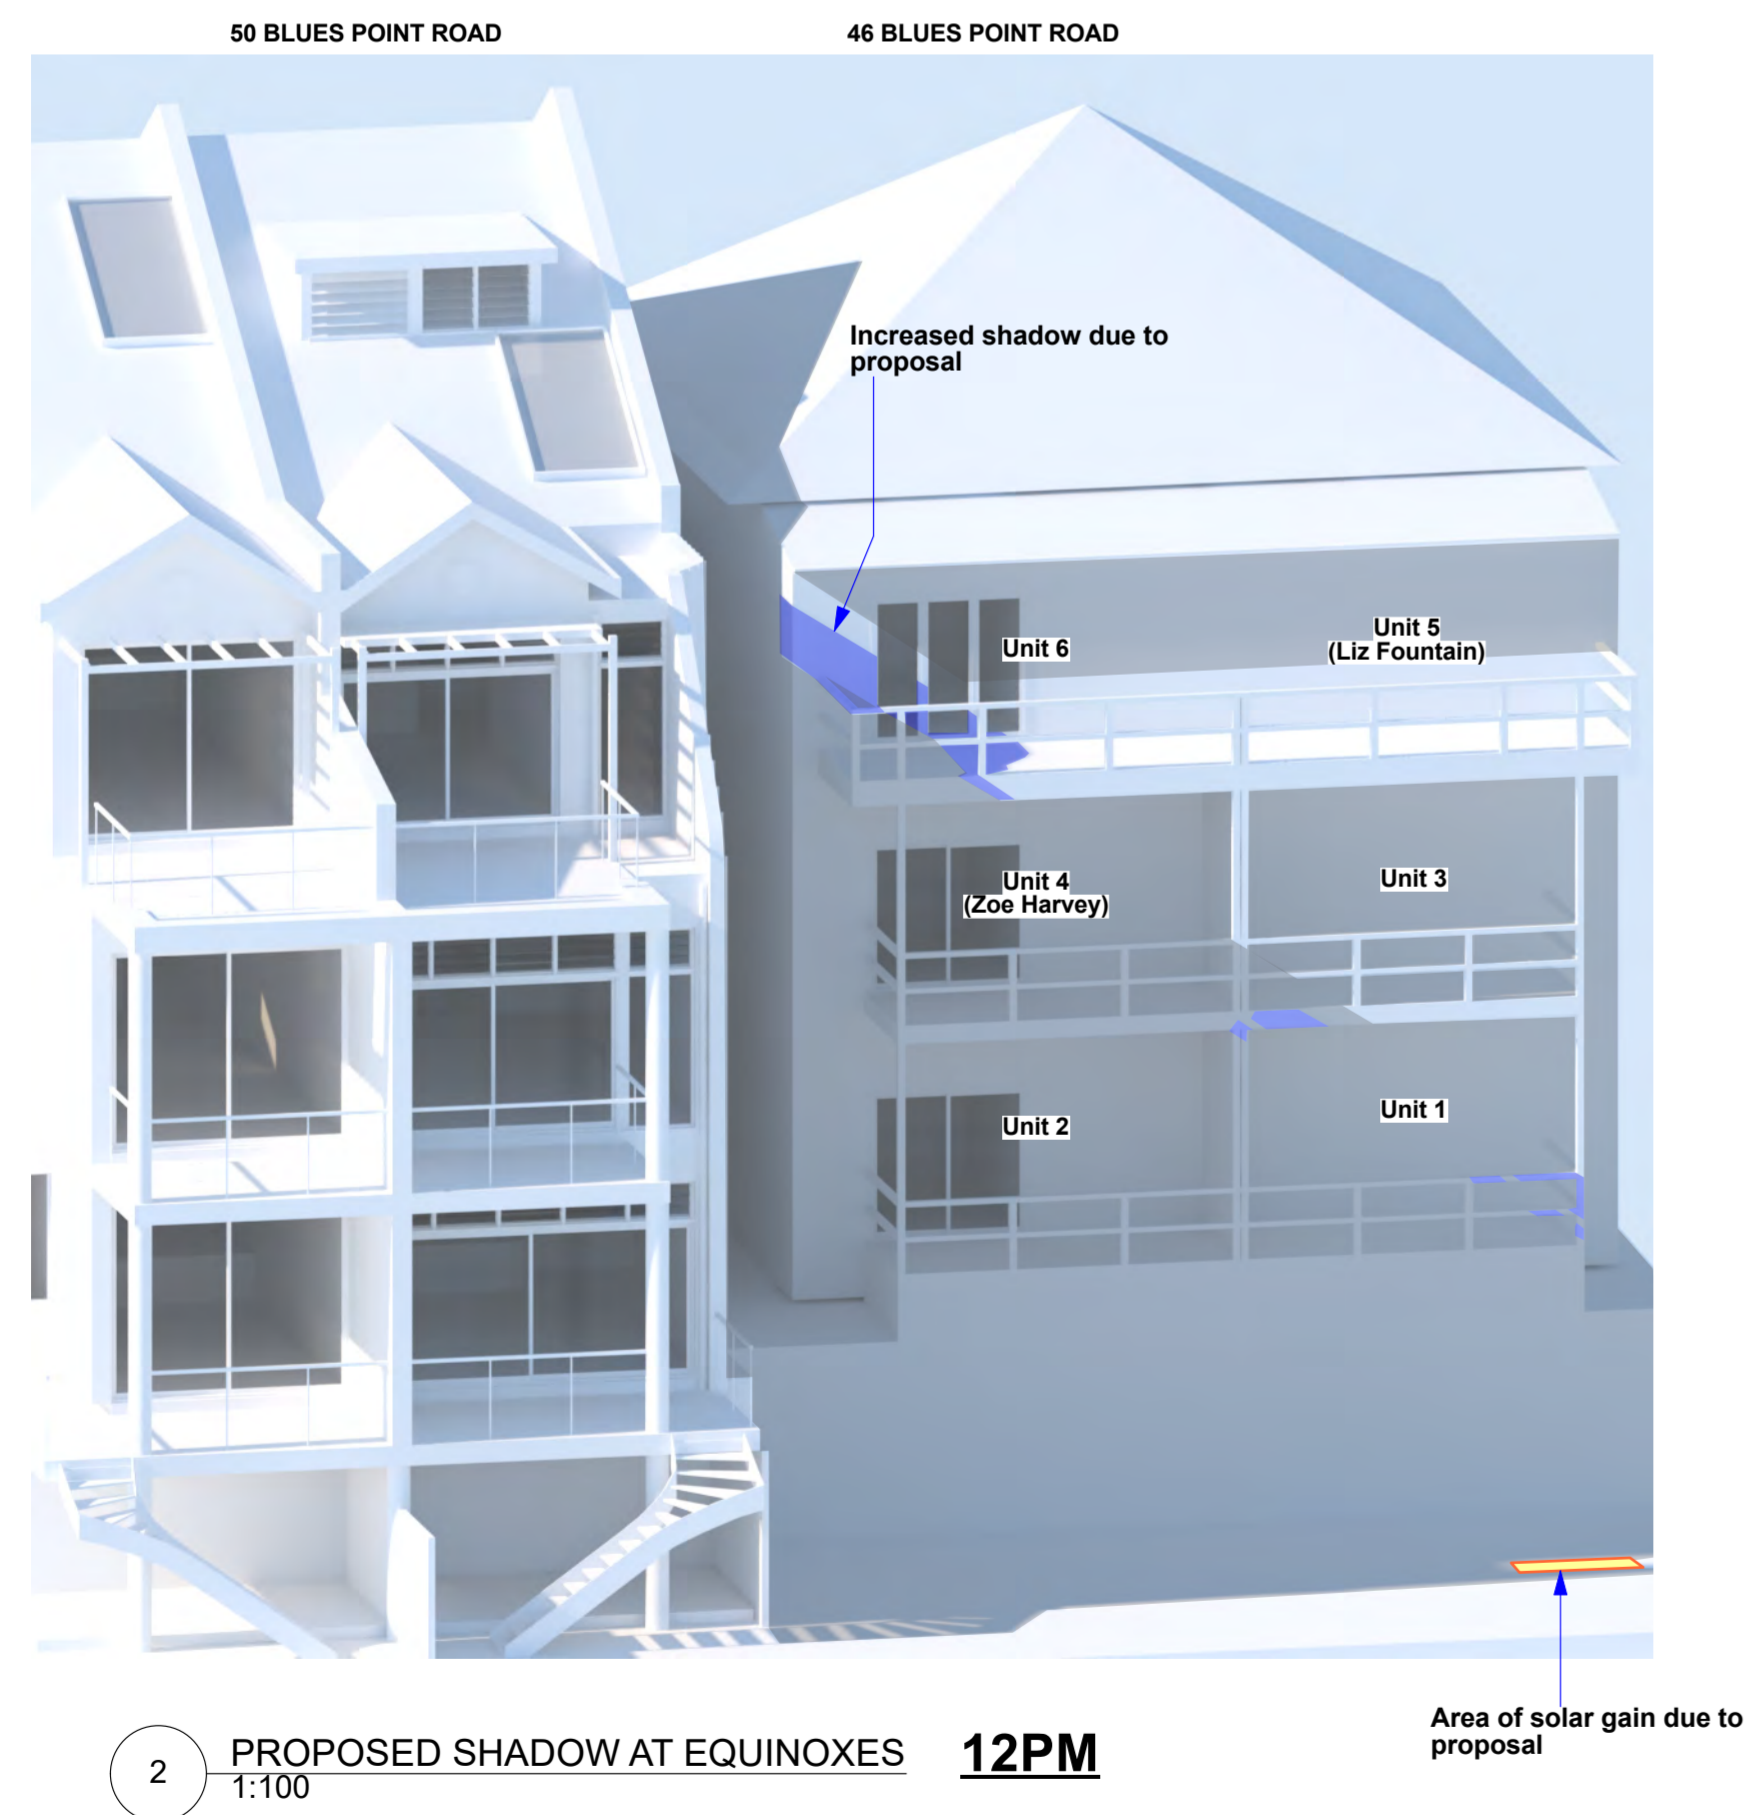 50 BLUES POINT ROAD
46 BLUES POINT ROAD
Increased shadow due to
proposal
Unit 6
Unit 5
(Liz Fountain)
Unit 4
(Zoe Harvey)
Unit 3
Unit 2
Unit 1
Area of solar gain due to
proposal
2
PROPOSED SHADOW AT EQUINOXES
12PM
1:100